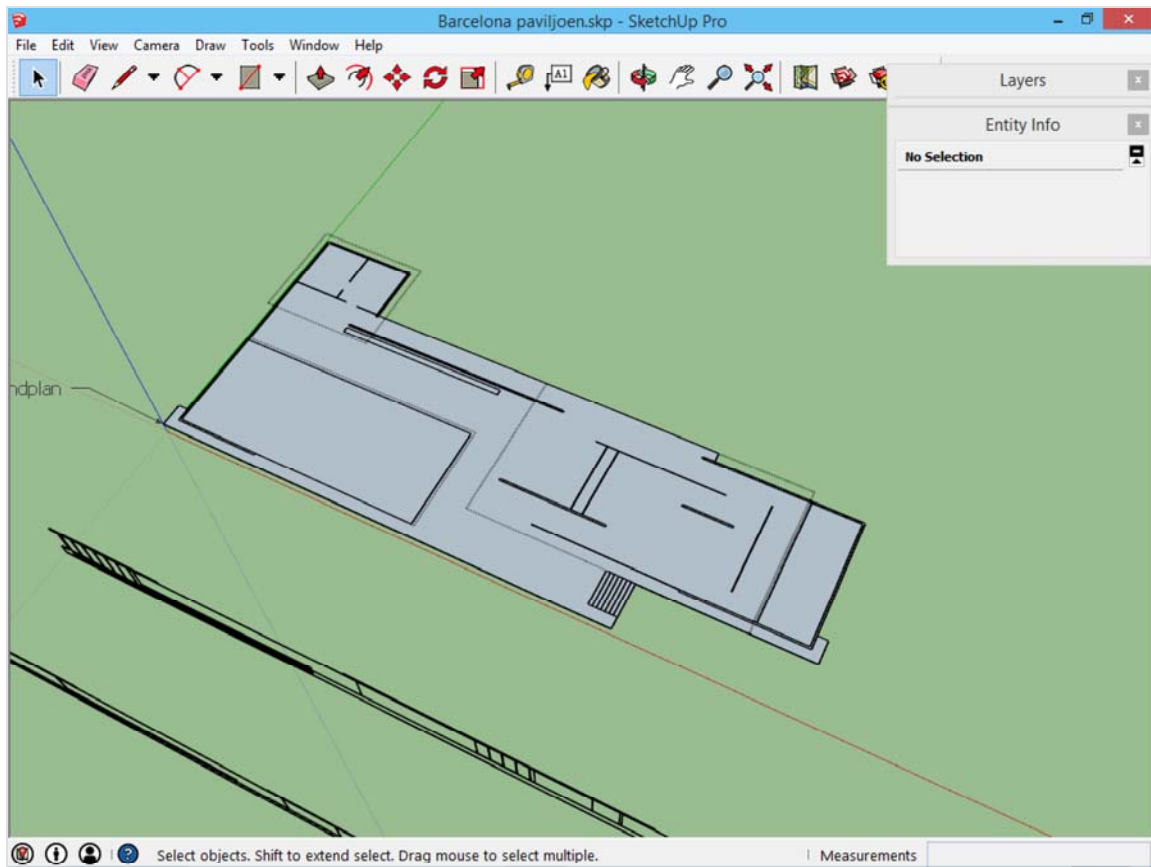 Barcelona paviljoen.skp - SketchUp Pro
File Edit View Camera Draw Tools Window Help
A1
Layers
Entity Info
No Selection
ndplan
Select objects. Shift to extend select. Drag mouse to select multiple.
Measurements